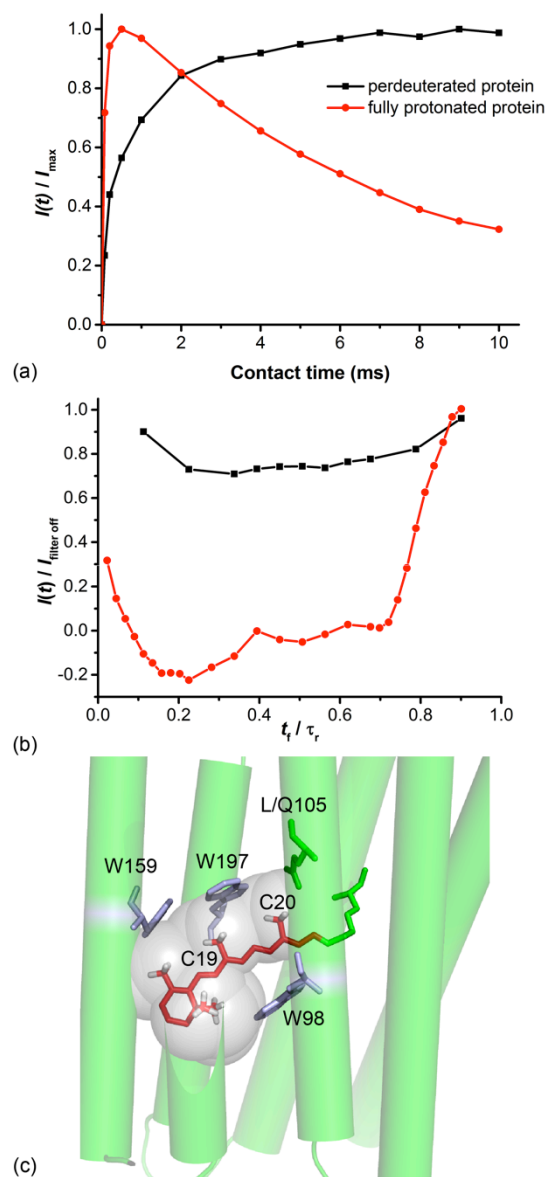 I(t) / Imax
1.0
0.8
0.6
0.4
0.2
0.0
perdeuterated protein
fully protonated protein
0 2 4 6 8 10
(a) Contact time (ms)
I(t) / Ifilter off
1.0
0.8
0.6
0.4
0.2
0.0
-0.2
0.0 0.2 0.4 0.6 0.8 1.0
(b) tf / τr
L/Q105
W159
W197
C20
C19
W98
(c)